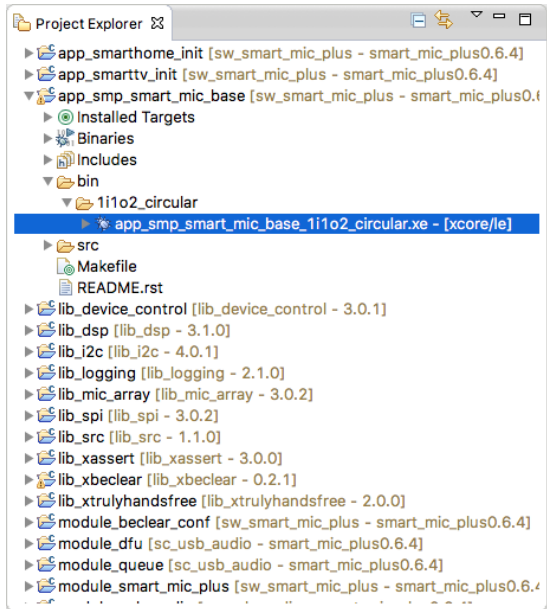 Project Explorer
app_smarthome_init [sw_smart_mic_plus - smart_mic_plus0.6.4]
app_smarttv_init [sw_smart_mic_plus - smart_mic_plus0.6.4]
app_smp_smart_mic_base [sw_smart_mic_plus - smart_mic_plus0.6
Installed Targets
Binaries
Includes
bin
1i1o2_circular
app_smp_smart_mic_base_1i1o2_circular.xe - [xcore/le]
src
Makefile
README.rst
lib_device_control [lib_device_control - 3.0.1]
lib_dsp [lib_dsp - 3.1.0]
lib_i2c [lib_i2c - 4.0.1]
lib_logging [lib_logging - 2.1.0]
lib_mic_array [lib_mic_array - 3.0.2]
lib_spi [lib_spi - 3.0.2]
lib_src [lib_src - 1.1.0]
lib_xassert [lib_xassert - 3.0.0]
lib_xbeclear [lib_xbeclear - 0.2.1]
lib_xtrulyhandsfree [lib_xtrulyhandsfree - 2.0.0]
module_beclear_conf [sw_smart_mic_plus - smart_mic_plus0.6.4]
module_dfu [sc_usb_audio - smart_mic_plus0.6.4]
module_queue [sc_usb_audio - smart_mic_plus0.6.4]
module_smart_mic_plus [sw_smart_mic_plus - smart_mic_plus0.6.4